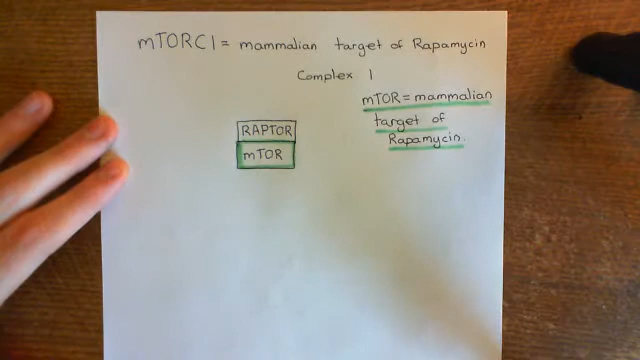 mTORC1 = mammalian target of Rapamycin
Complex 1
mTOR = mammalian
target of
Rapamycin.
RAPTOR
mTOR